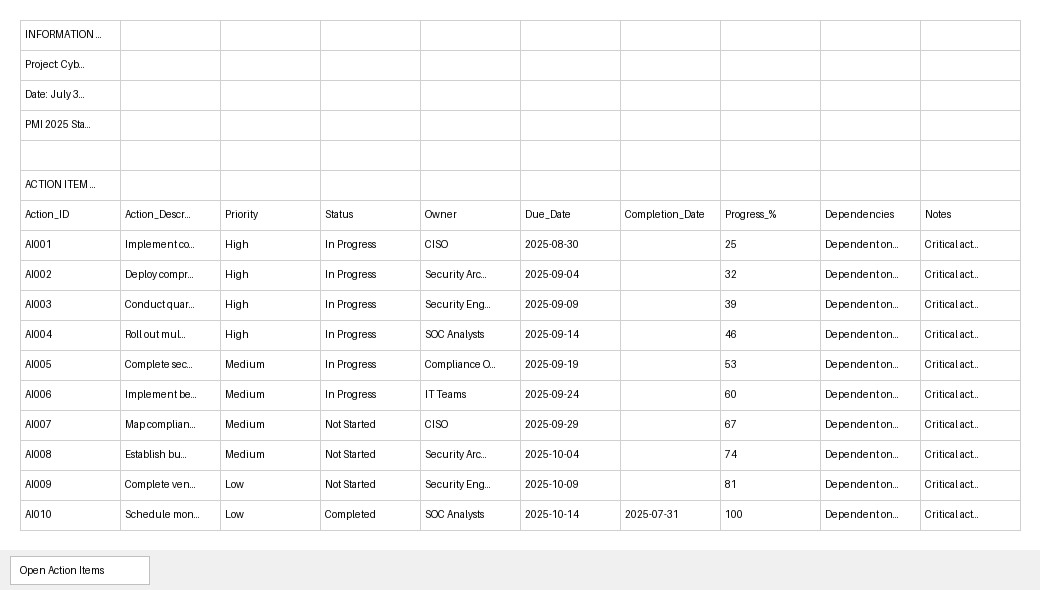 INFORMATION ...
Project: Cyb...
Date: July 3...
PMI 2025 Sta...
ACTION ITEM ...
Action_ID Action_Descr... Priority Status Owner Due_Date Completion_Date Progress_% Dependencies Notes
AI001 Implement co... High In Progress CISO 2025-08-30 25 Dependent on... Critical act...
AI002 Deploy compr... High In Progress Security Arc... 2025-09-04 32 Dependent on... Critical act...
AI003 Conduct quar... High In Progress Security Eng... 2025-09-09 39 Dependent on... Critical act...
AI004 Roll out mul... High In Progress SOC Analysts 2025-09-14 46 Dependent on... Critical act...
AI005 Complete sec... Medium In Progress Compliance O... 2025-09-19 53 Dependent on... Critical act...
AI006 Implement be... Medium In Progress IT Teams 2025-09-24 60 Dependent on... Critical act...
AI007 Map complian... Medium Not Started CISO 2025-09-29 67 Dependent on... Critical act...
AI008 Establish bu... Medium Not Started Security Arc... 2025-10-04 74 Dependent on... Critical act...
AI009 Complete ven... Low Not Started Security Eng... 2025-10-09 81 Dependent on... Critical act...
AI010 Schedule mon... Low Completed SOC Analysts 2025-10-14 2025-07-31 100 Dependent on... Critical act...
Open Action Items